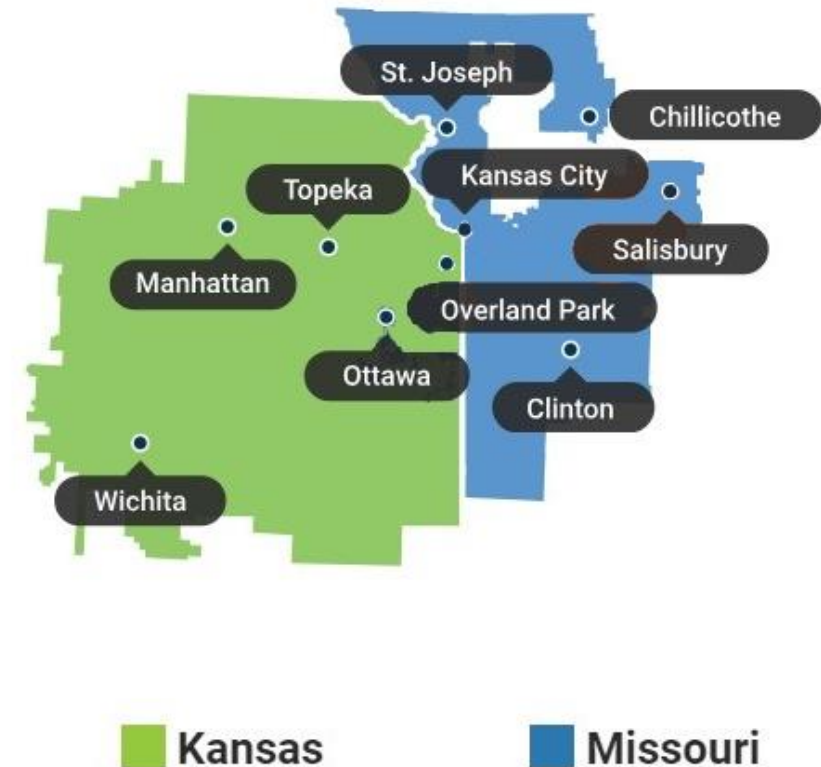 St. Joseph
Chillicothe
Kansas City
Topeka
Salisbury
Manhattan
Overland Park
Ottawa
Clinton
Wichita
Kansas
Missouri